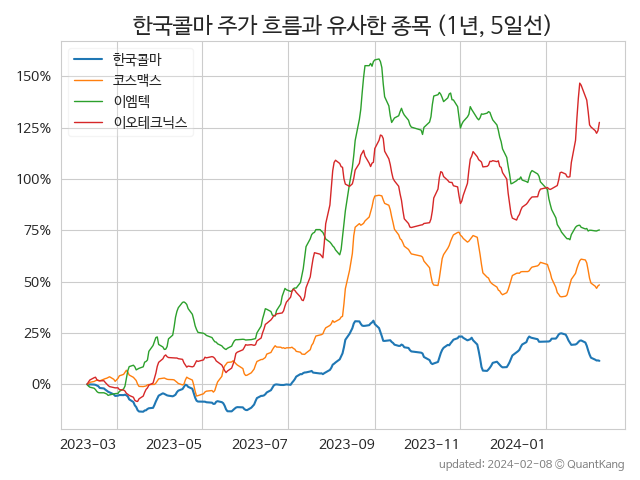 한국콜마 주가 흐름과 유사한 종목 (1년, 5일선)
한국콜마
코스맥스
이엠텍
이오테크닉스
150%
125%
100%
75%
50%
25%
0%
2023-03 2023-05 2023-07 2023-09 2023-11 2024-01
updated: 2024-02-08 © QuantKang